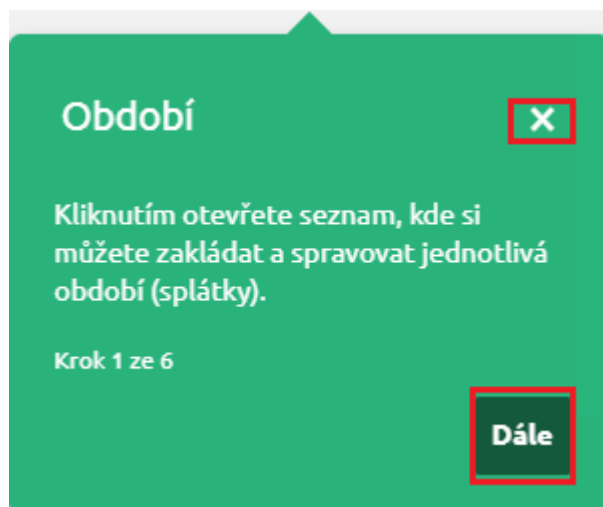 Období
Kliknutím otevřete seznam, kde si
můžete zakládat a spravovat jednotlivá
období (splátky).
Krok 1 ze 6
Dále